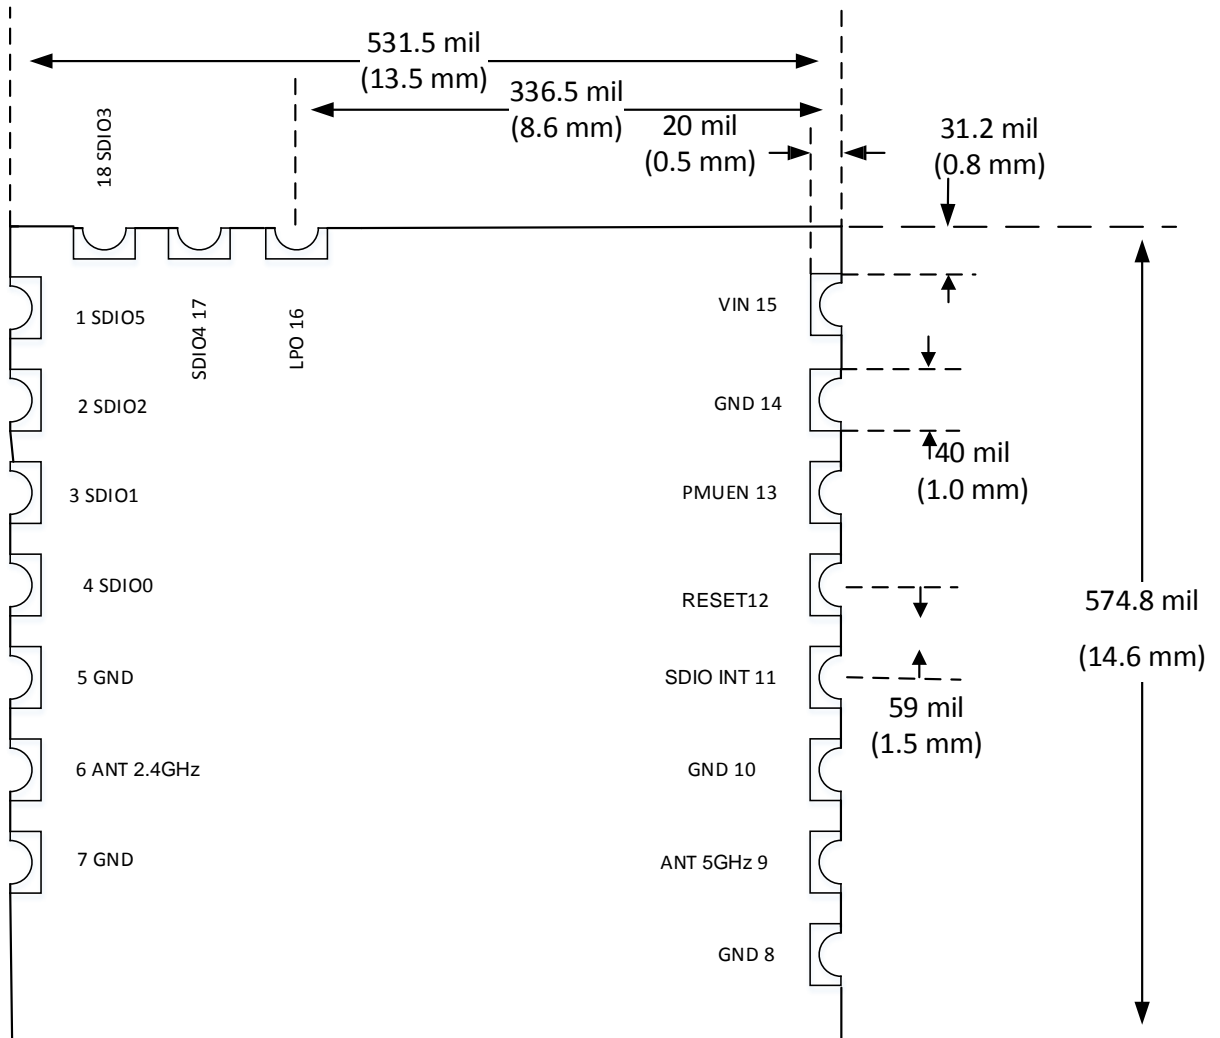 531.5 mil
(13.5 mm)
336.5 mil
(8.6 mm)
20 mil
(0.5 mm)
31.2 mil
(0.8 mm)
18 SDIO3
SDIO4 17
LPO 16
1 SDIO5
VIN 15
2 SDIO2
GND 14
40 mil
(1.0 mm)
3 SDIO1
PMUEN 13
4 SDIO0
RESET12
574.8 mil
(14.6 mm)
5 GND
SDIO INT 11
59 mil
(1.5 mm)
6 ANT 2.4GHz
GND 10
7 GND
ANT 5GHz 9
GND 8